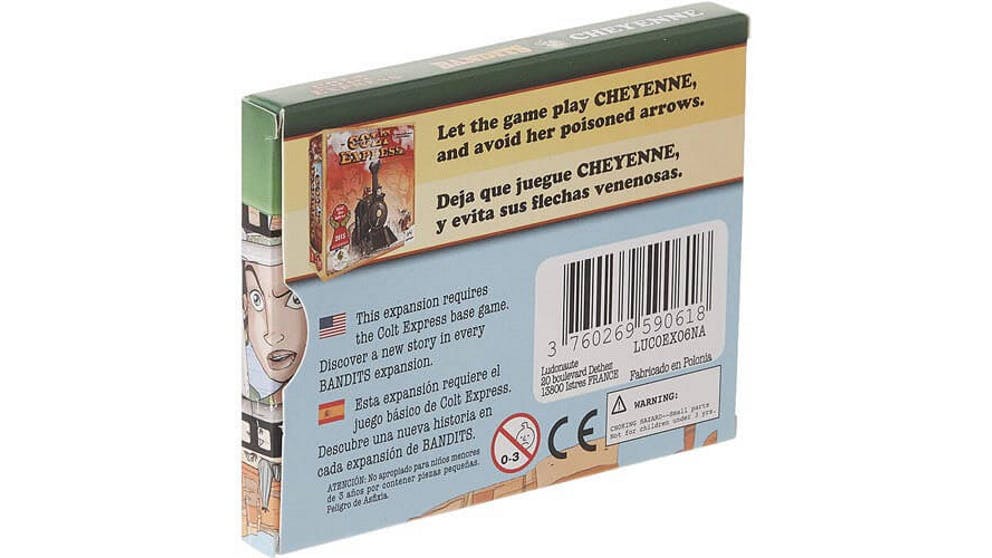 BANDITS CHEYENNE
COLT
EXPRESS
2015
Let the game play CHEYENNE,
and avoid her poisoned arrows.
Deja que juegue CHEYENNE,
y evita sus flechas venenosas.
This expansion requires
the Colt Express base game.
Discover a new story in every
BANDITS expansion.
Esta expansión requiere el
juego básico de Colt Express.
Descubre una nueva historia en
cada expansión de BANDITS.
ATENCIÓN: No apropiado para niños menores
de 3 años por contener piezas pequeñas.
Peligro de Asfixia.
3 760269 590618
LUCOEX06NA
Ludonaute
20 boulevard Dethez
13800 Istres FRANCE
Fabricado en Polonia
0-3
CE
WARNING:
CHOKING HAZARD--Small parts
Not for children under 3 yrs.